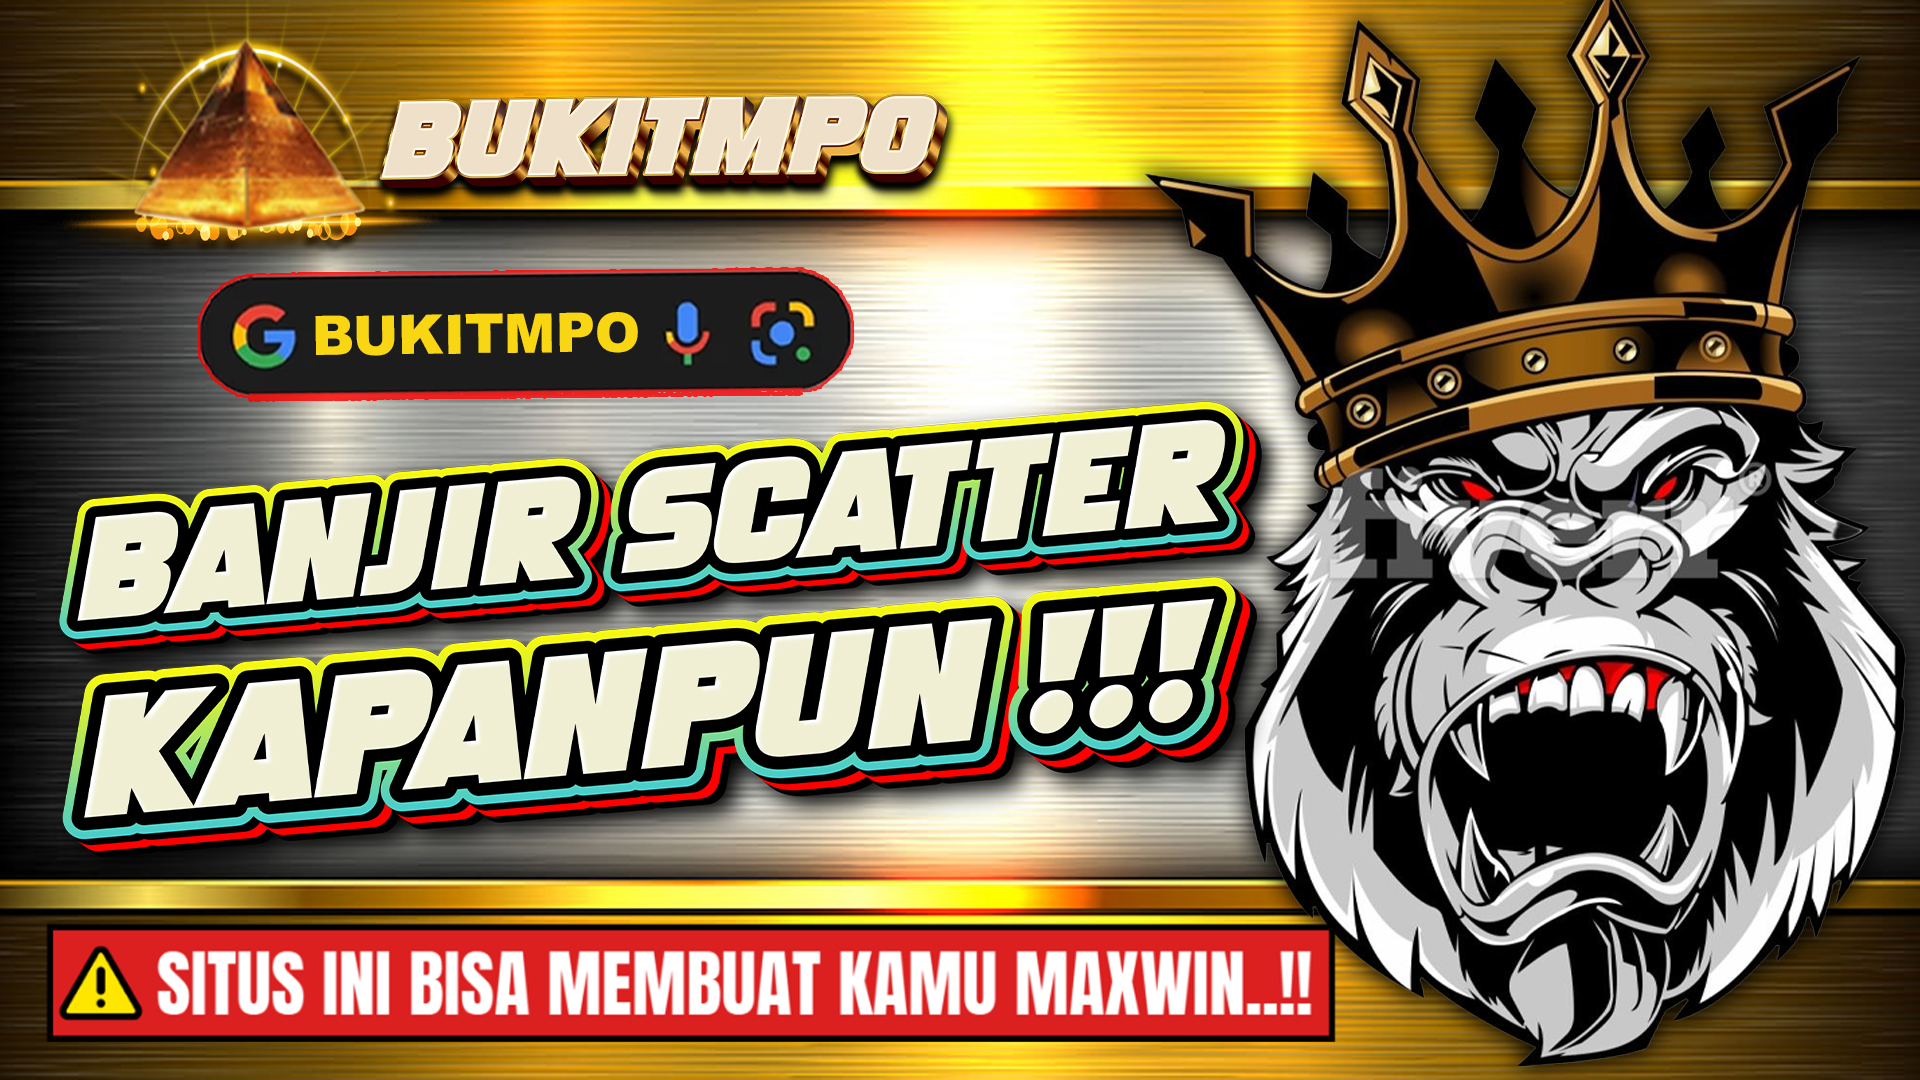 BUKITMPO
BUKITMPO
BANJIR SCATTER
KAPANPUN !!!
SITUS INI BISA MEMBUAT KAMU MAXWIN..!!